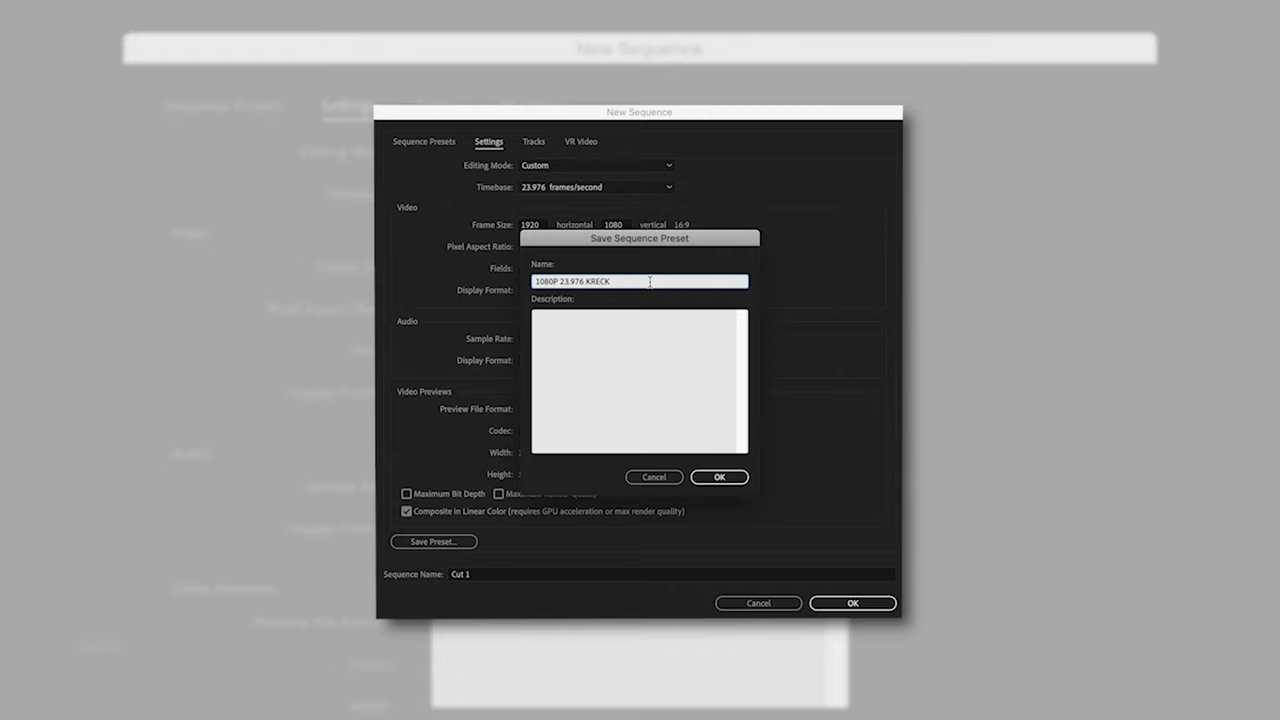 New Sequence
New Sequence
Sequence Presets Settings Tracks VR Video
Editing Mode: Custom
Timebase: 23.976 frames/second
Video
Frame Size: 1920 horizontal 1080 vertical 16:9
Save Sequence Preset
Pixel Aspect Ratio:
Name:
Fields:
1080P 23.976 KRECK
Display Format:
Description:
Audio
Sample Rate:
Display Format:
Video Previews
Preview File Format:
Codec:
Width:
Height:
Cancel OK
Maximum Bit Depth
Composite in Linear Color (requires GPU acceleration or max render quality)
Save Preset...
Sequence Name: Cut 1
Cancel OK